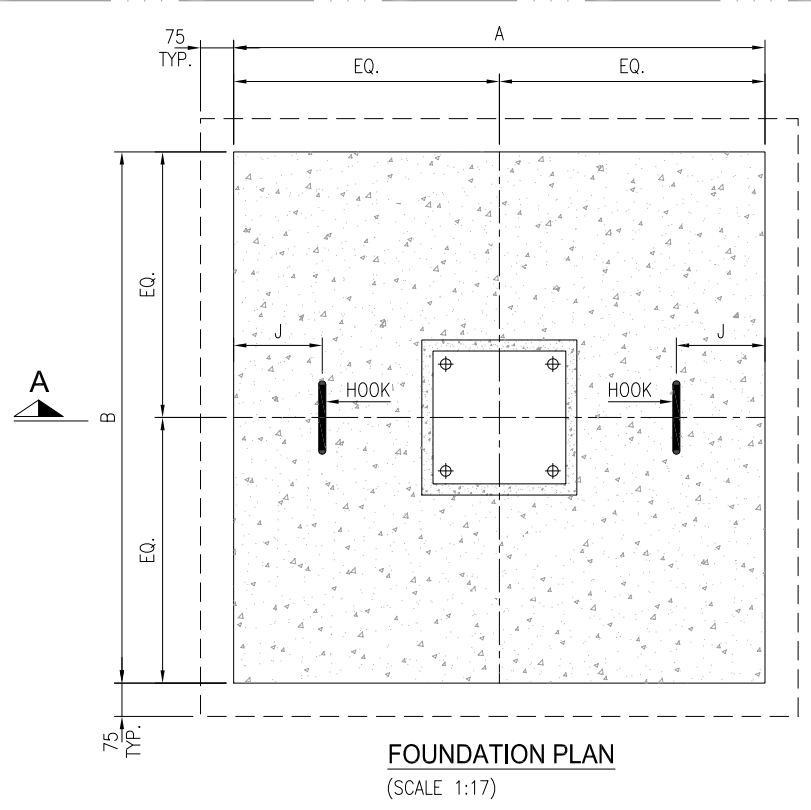 75
TYP.
A
EQ.
EQ.
EQ.
J
J
A
B
HOOK
HOOK
EQ.
75
TYP.
FOUNDATION PLAN
(SCALE 1:17)